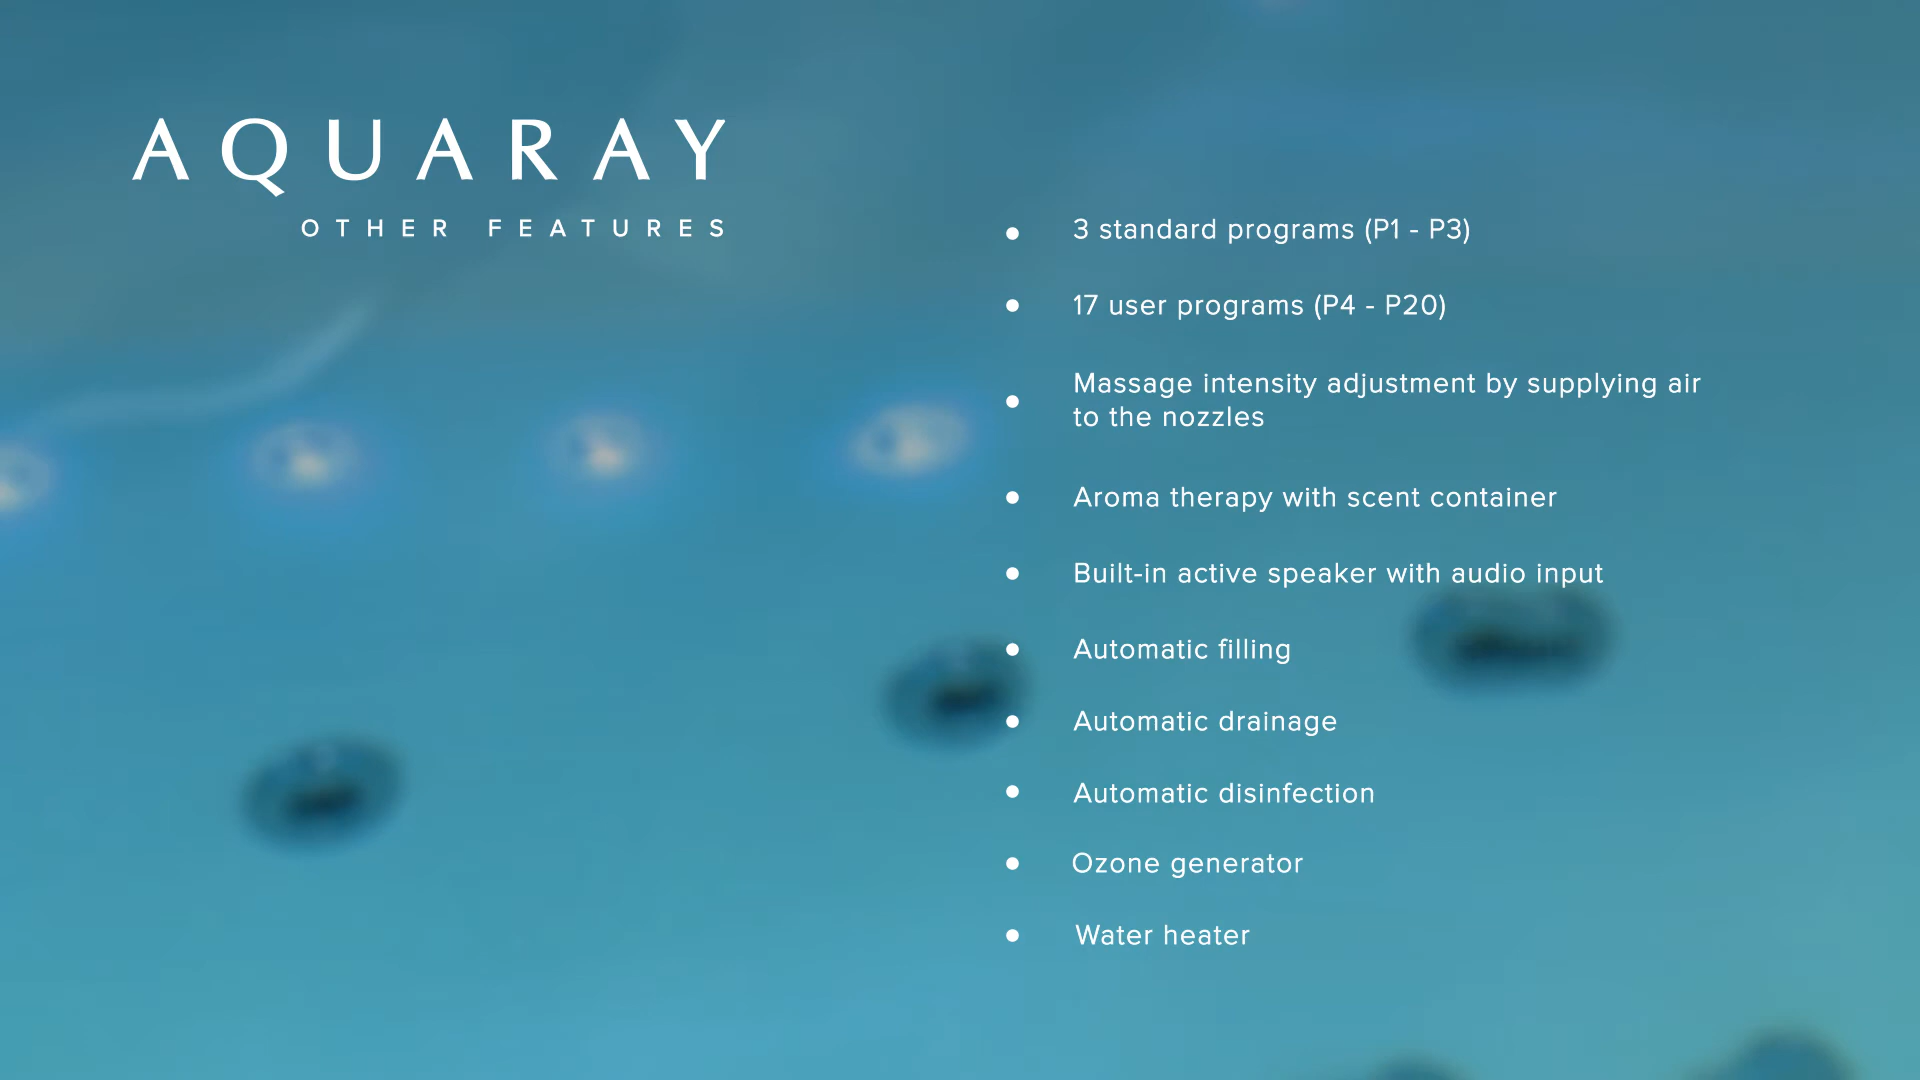 AQUARAY
OTHER FEATURES
3 standard programs (P1 - P3)
17 user programs (P4 - P20)
Massage intensity adjustment by supplying air
to the nozzles
Aroma therapy with scent container
Built-in active speaker with audio input
Automatic filling
Automatic drainage
Automatic disinfection
Ozone generator
Water heater